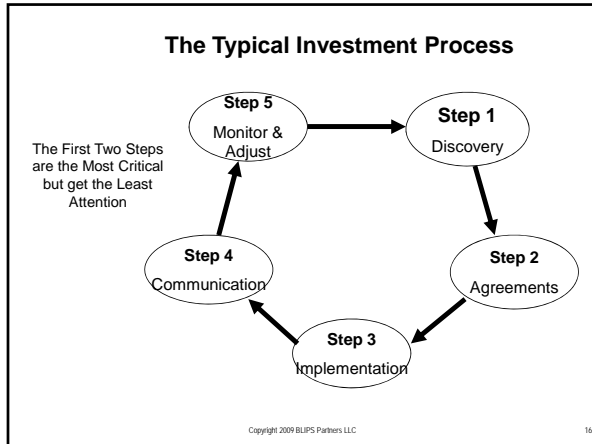 The Typical Investment Process
Step 5
Monitor &
Adjust
Step 1
Discovery
The First Two Steps
are the Most Critical
but get the Least
Attention
Step 4
Communication
Step 2
Agreements
Step 3
Implementation
Copyright 2009 BLIPS Partners LLC
16